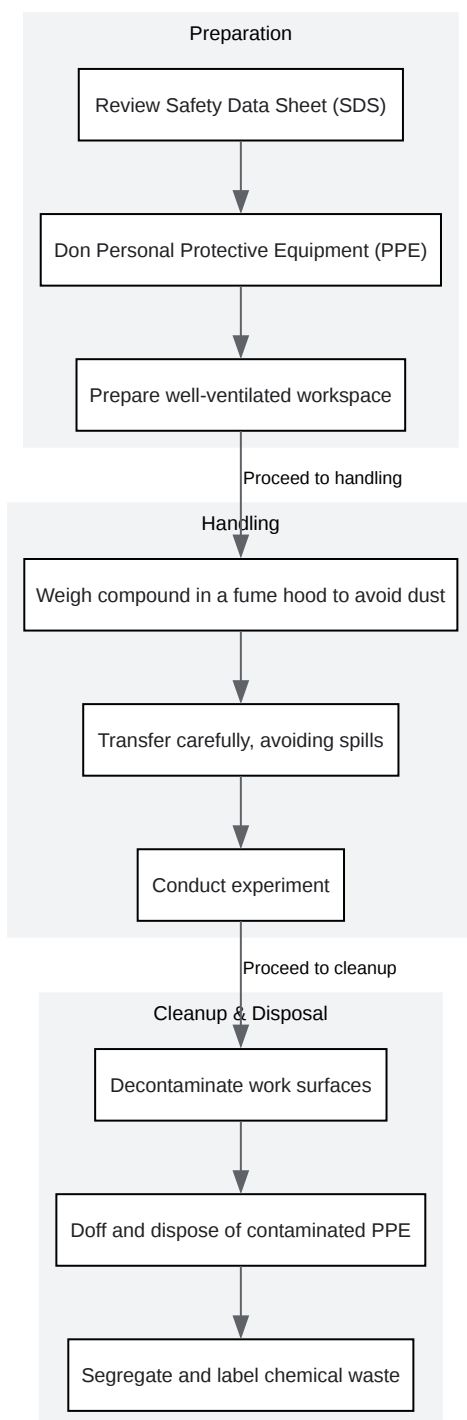 Preparation
Review Safety Data Sheet (SDS)
Don Personal Protective Equipment (PPE)
Prepare well-ventilated workspace
Proceed to handling
Handling
Weigh compound in a fume hood to avoid dust
Transfer carefully, avoiding spills
Conduct experiment
Proceed to cleanup
Cleanup & Disposal
Decontaminate work surfaces
Doff and dispose of contaminated PPE
Segregate and label chemical waste